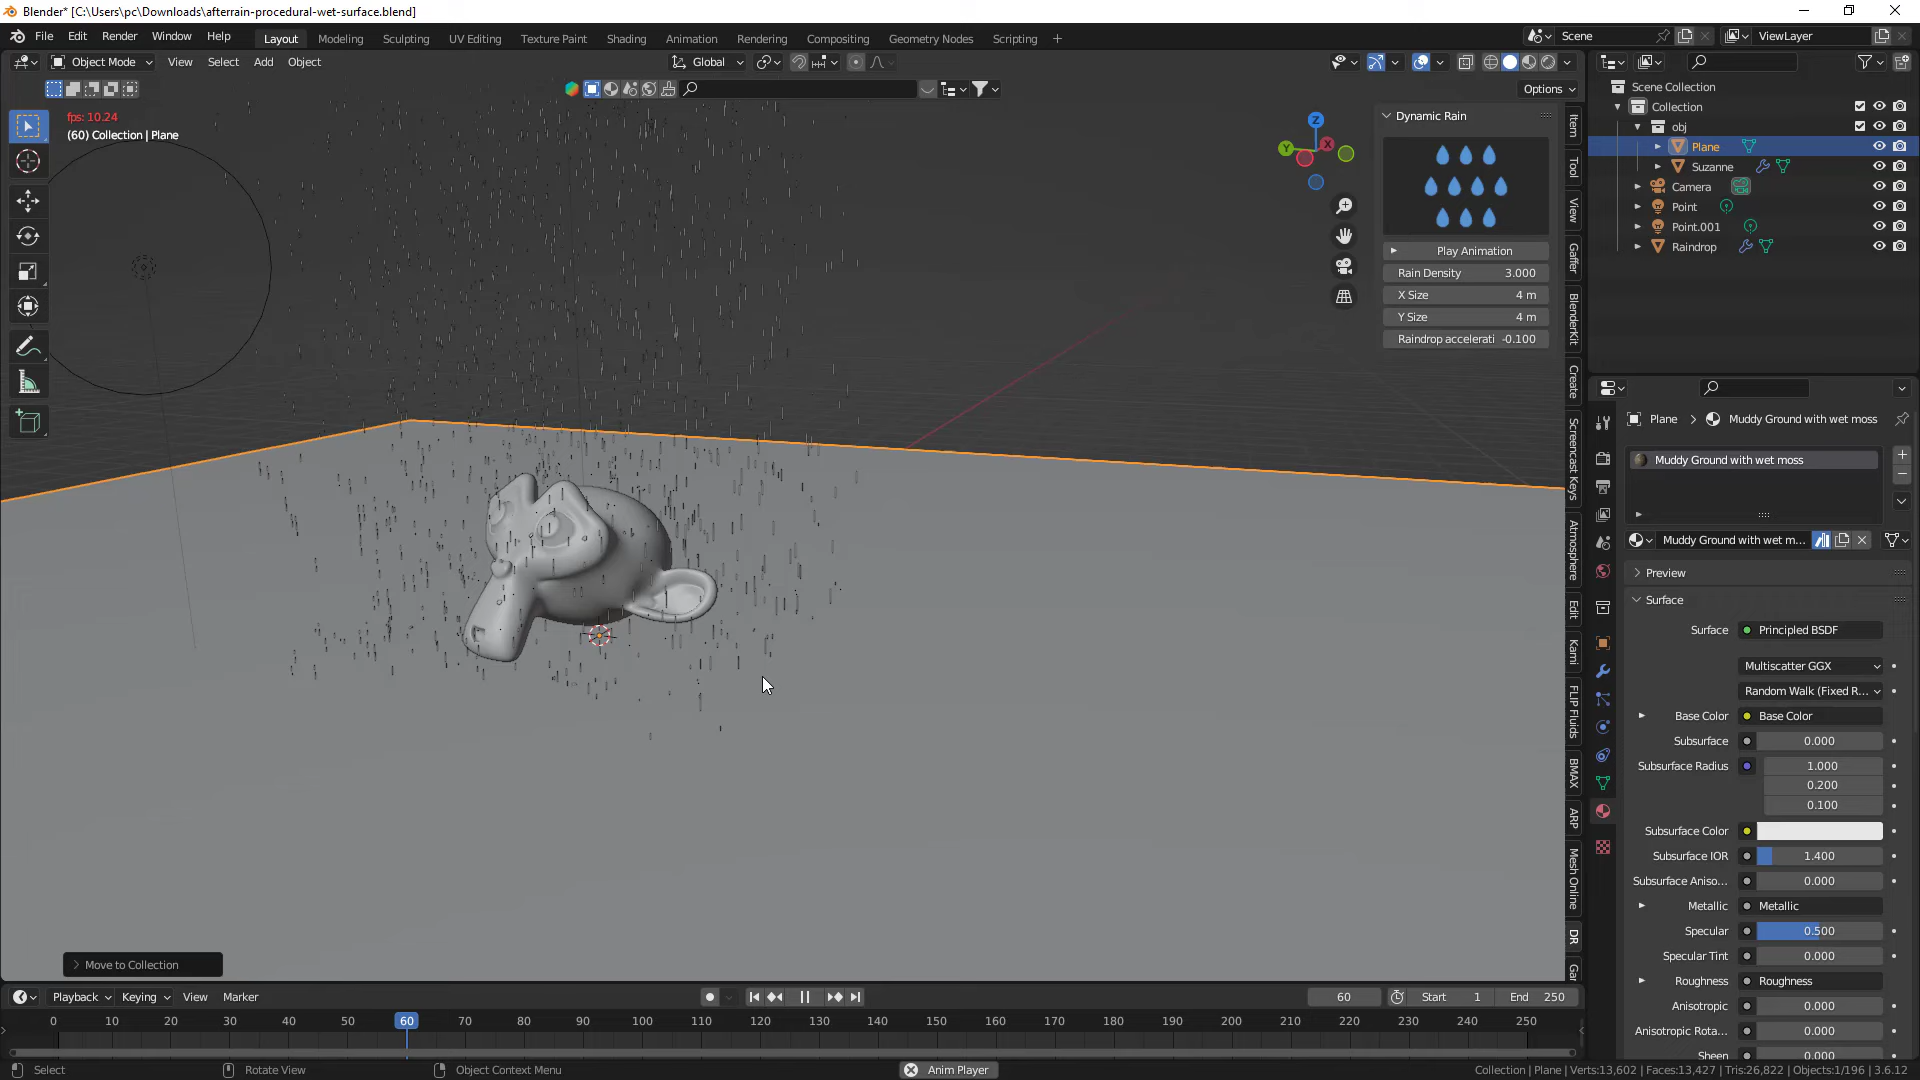 Blender* [C:\Users\pc\Downloads\afterrain-procedural-wet-surface.blend]
File Edit Render Window Help Layout Modeling Sculpting UV Editing Texture Paint Shading Animation Rendering Compositing Geometry Nodes Scripting + Scene ViewLayer
Object Mode View Select Add Object Global
Options
fps: 10.24
(60) Collection | Plane
Z
Y
X
Dynamic Rain
Play Animation
Rain Density 3.000
X Size 4 m
Y Size 4 m
Raindrop accelerati -0.100
Item
Tool
View
Gaffer
BlenderKit
Create
Screencast Keys
Atmosphere
Edit
Kami
FLIP Fluids
BMAX
ARP
Mesh Online
DR
Ga
Scene Collection
Collection
obj
Plane
Suzanne
Camera
Point
Point.001
Raindrop
Plane > Muddy Ground with wet moss
Muddy Ground with wet moss
Muddy Ground with wet m...
Preview
Surface
Surface Principled BSDF
Multiscatter GGX
Random Walk (Fixed R...
Base Color Base Color
Subsurface 0.000
Subsurface Radius 1.000
0.200
0.100
Subsurface Color
Subsurface IOR 1.400
Subsurface Aniso... 0.000
Metallic Metallic
Specular 0.500
Specular Tint 0.000
Roughness Roughness
Anisotropic 0.000
Anisotropic Rota... 0.000
Sheen 0.000
Move to Collection
Playback Keying View Marker 60 Start 1 End 250
0 10 20 30 40 50 60 70 80 90 100 110 120 130 140 150 160 170 180 190 200 210 220 230 240 250
Select Rotate View Object Context Menu Anim Player Collection | Plane | Verts:13,602 | Faces:13,427 | Tris:26,822 | Objects:1/196 | 3.6.12